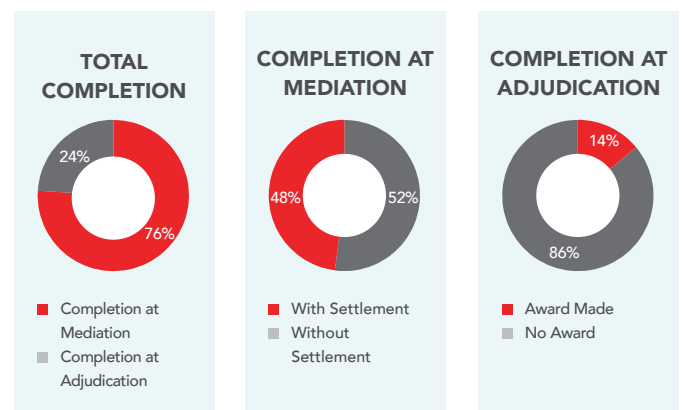 TOTAL
COMPLETION
24%
76%
Completion at
Mediation
Completion at
Adjudication
COMPLETION AT
MEDIATION
48%
52%
With Settlement
Without
Settlement
COMPLETION AT
ADJUDICATION
14%
86%
Award Made
No Award